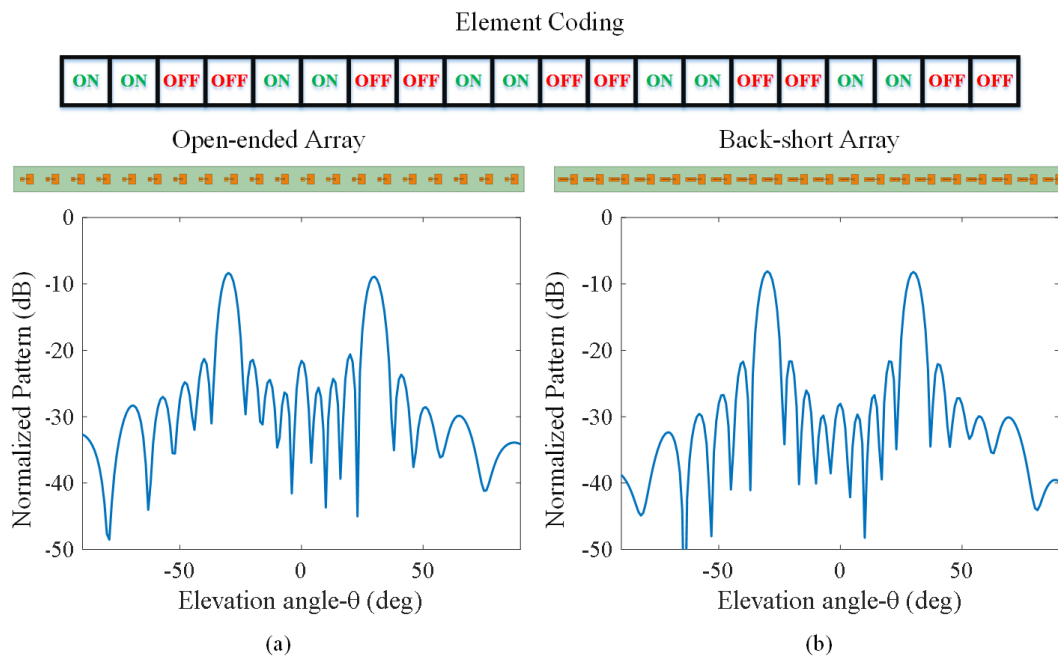 Element Coding
ON ON OFF OFF ON ON OFF OFF ON ON OFF OFF ON ON OFF OFF ON ON OFF OFF
Open-ended Array
Back-short Array
0
-10
-20
-30
-40
-50
Normalized Pattern (dB)
-50 0 50
Elevation angle-θ (deg)
(a)
0
-10
-20
-30
-40
-50
Normalized Pattern (dB)
-50 0 50
Elevation angle-θ (deg)
(b)